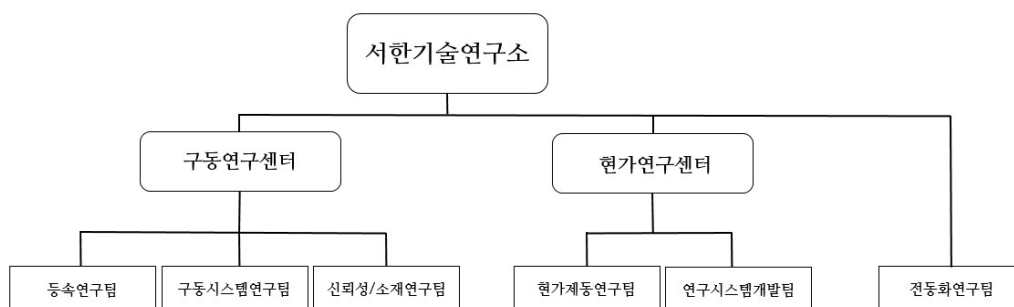 서한기술연구소
구동연구센터
현가연구센터
등속연구팀
구동시스템연구팀
신뢰성/소재연구팀
현가제동연구팀
연구시스템개발팀
전동화연구팀